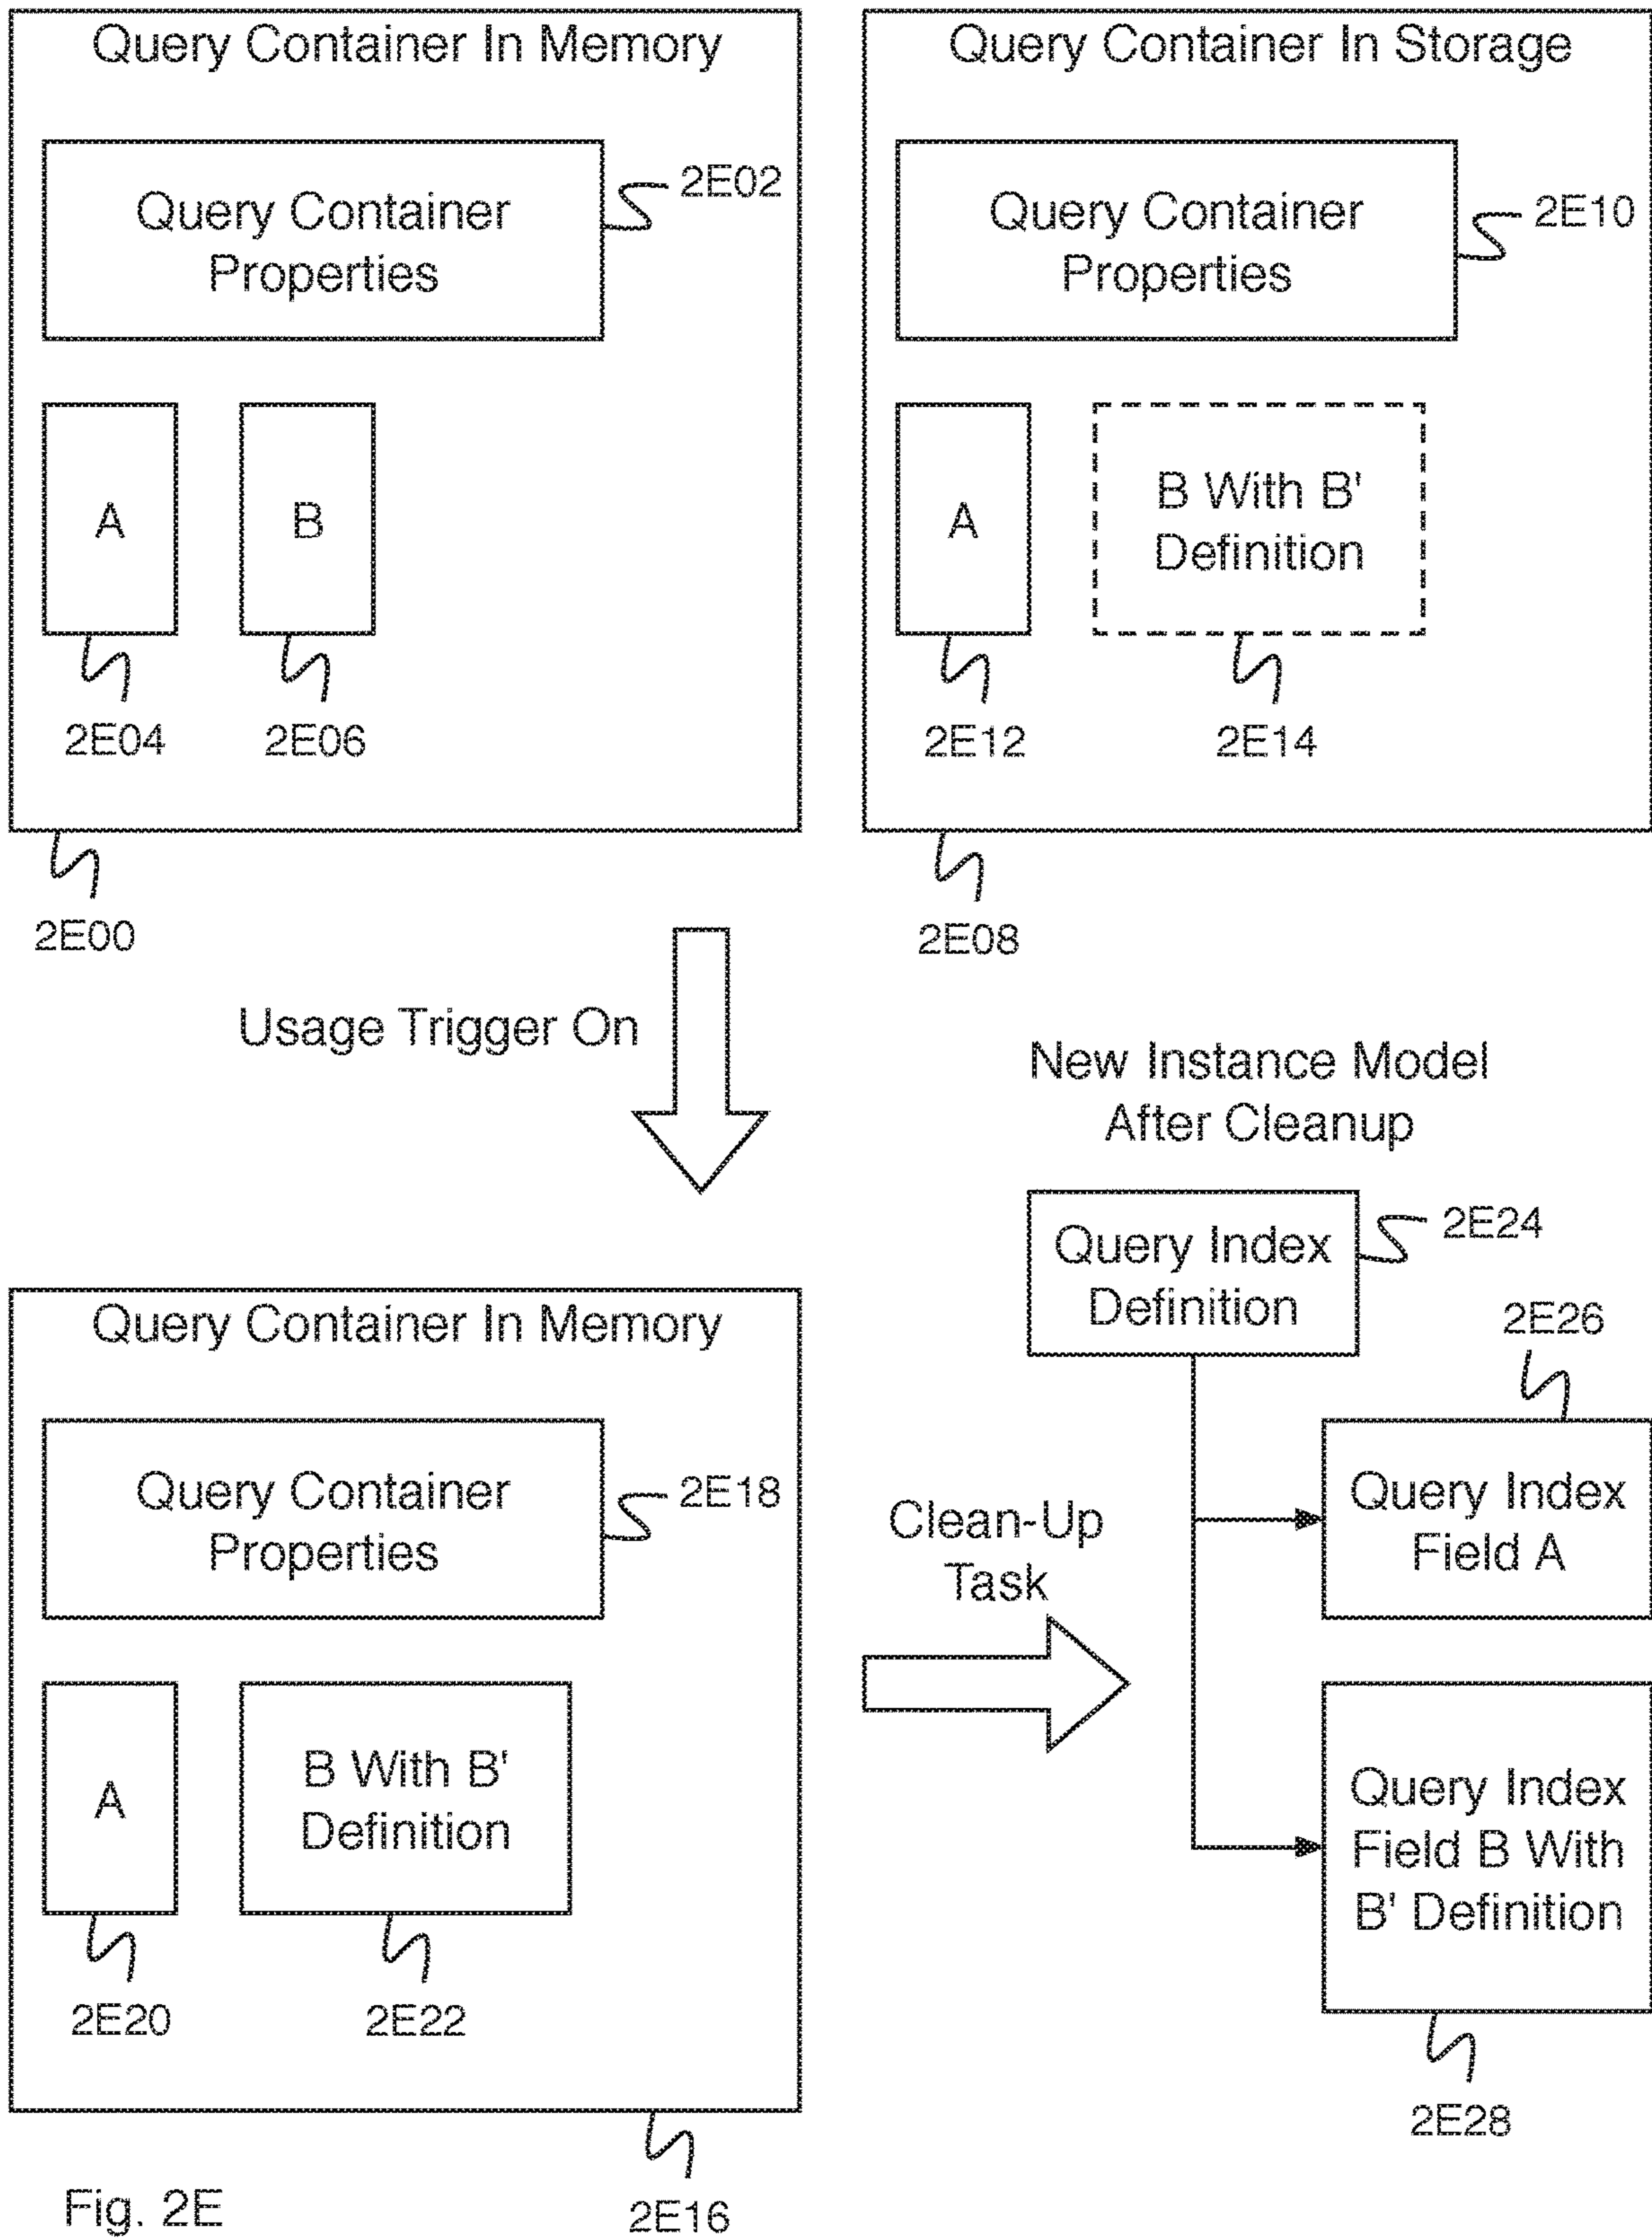 Query Container In Memory
Query Container
Properties
2E02
A
B
2E04
2E06
2E00
Query Container In Storage
Query Container
Properties
2E10
A
B With B'
Definition
2E12
2E14
2E08
Usage Trigger On
Query Container In Memory
Query Container
Properties
2E18
A
B With B'
Definition
2E20
2E22
2E16
Clean-Up
Task
New Instance Model
After Cleanup
Query Index
Definition
2E24
2E26
Query Index
Field A
Query Index
Field B With
B' Definition
2E28
Fig. 2E